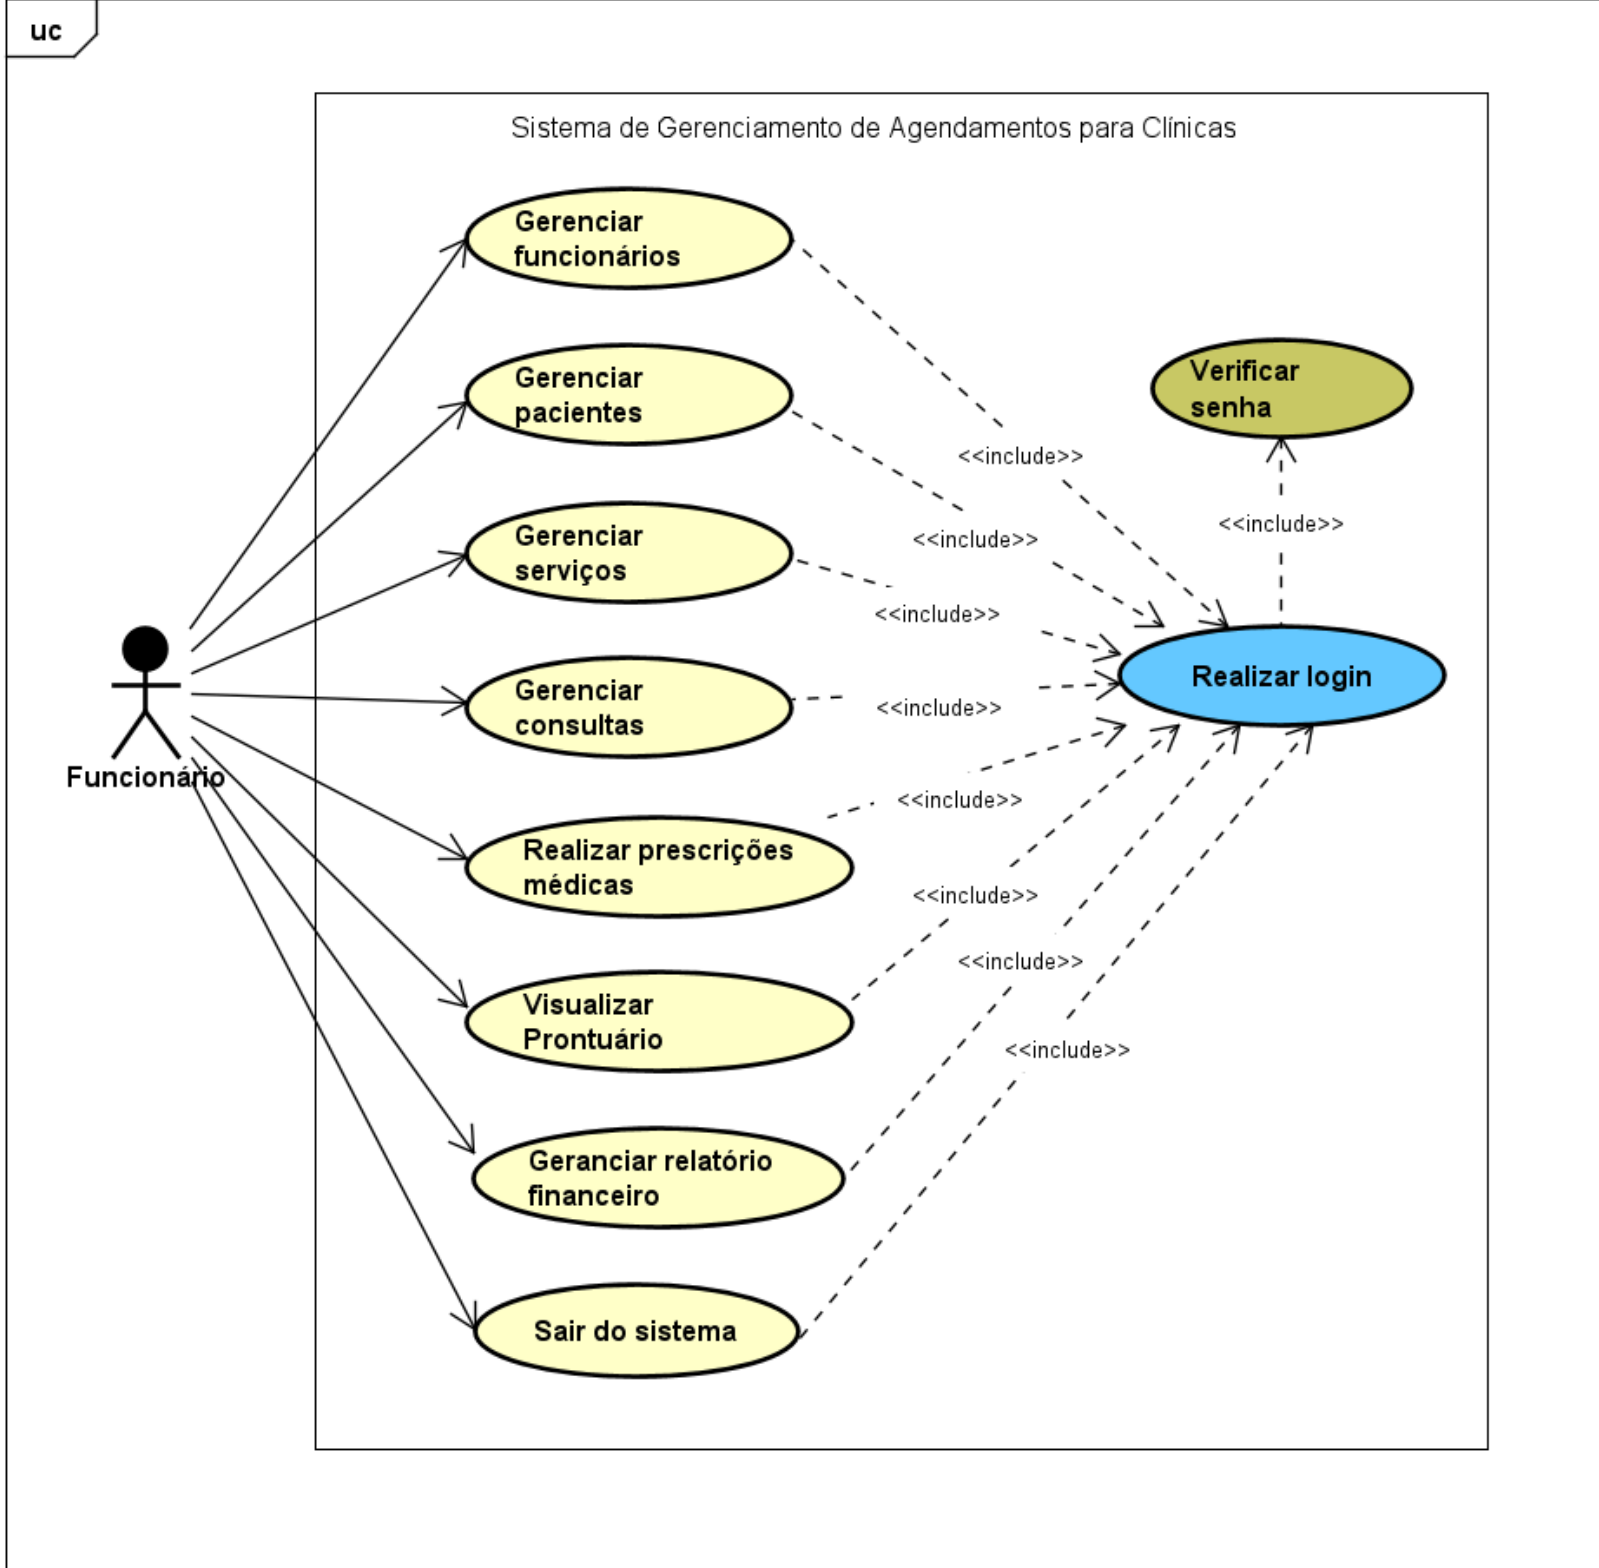 uc
Sistema de Gerenciamento de Agendamentos para Clínicas
Gerenciar
funcionários
Gerenciar
pacientes
Verificar
senha
<<include>>
<<include>>
<<include>>
Gerenciar
serviços
<<include>>
Funcionário
Gerenciar
consultas
<<include>>
Realizar login
Realizar prescrições
médicas
<<include>>
<<include>>
Visualizar
Prontuário
<<include>>
<<include>>
Geranciar relatório
financeiro
Sair do sistema